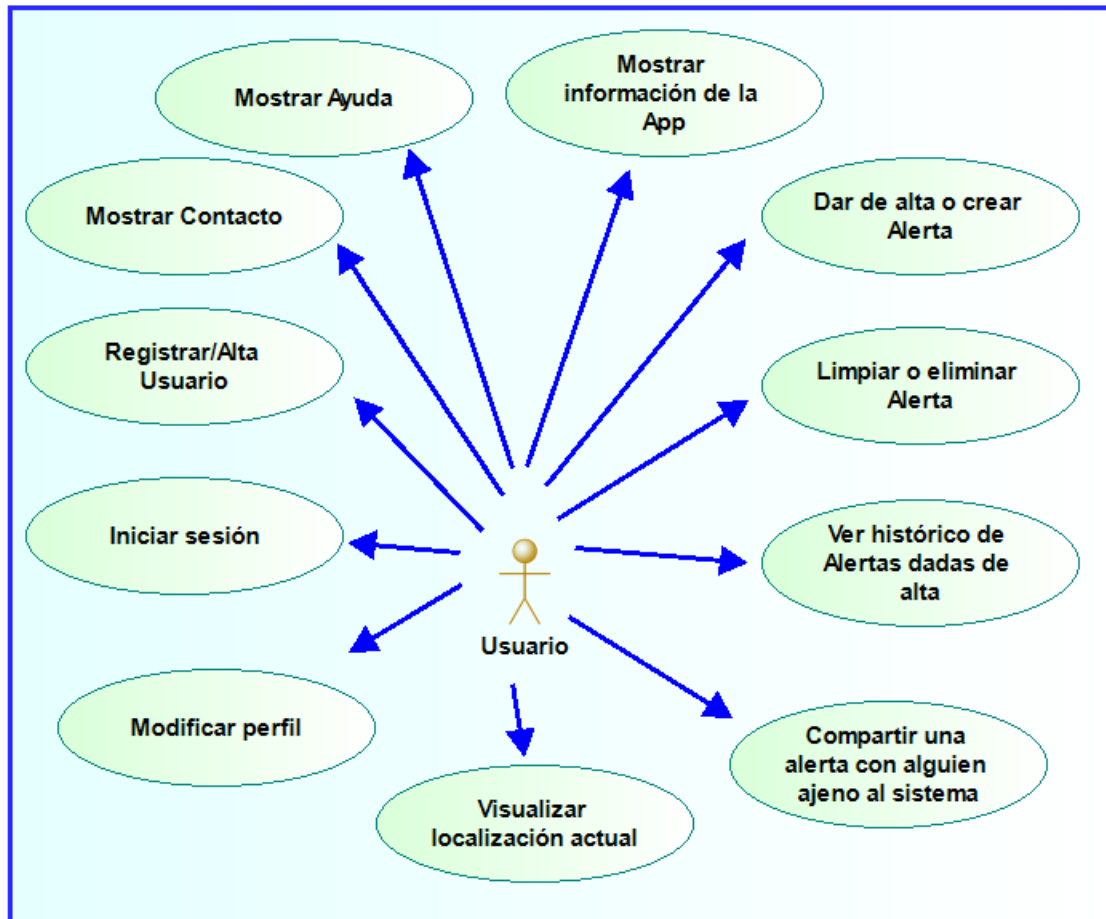 Mostrar Ayuda
Mostrar
información de la
App
Mostrar Contacto
Dar de alta o crear
Alerta
Registrar/Alta
Usuario
Limpiar o eliminar
Alerta
Iniciar sesión
Ver histórico de
Alertas dadas de
alta
Usuario
Modificar perfil
Compartir una
alerta con alguien
ajeno al sistema
Visualizar
localización actual